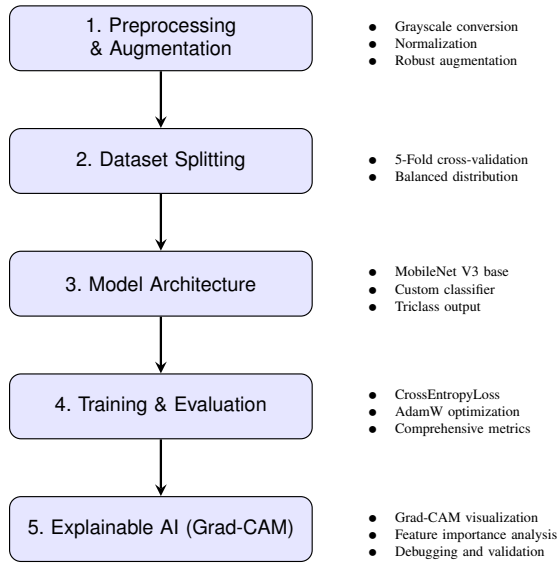 1. Preprocessing
& Augmentation
● Grayscale conversion
● Normalization
● Robust augmentation
2. Dataset Splitting
● 5-Fold cross-validation
● Balanced distribution
3. Model Architecture
● MobileNet V3 base
● Custom classifier
● Triclass output
4. Training & Evaluation
● CrossEntropyLoss
● AdamW optimization
● Comprehensive metrics
5. Explainable AI (Grad-CAM)
● Grad-CAM visualization
● Feature importance analysis
● Debugging and validation